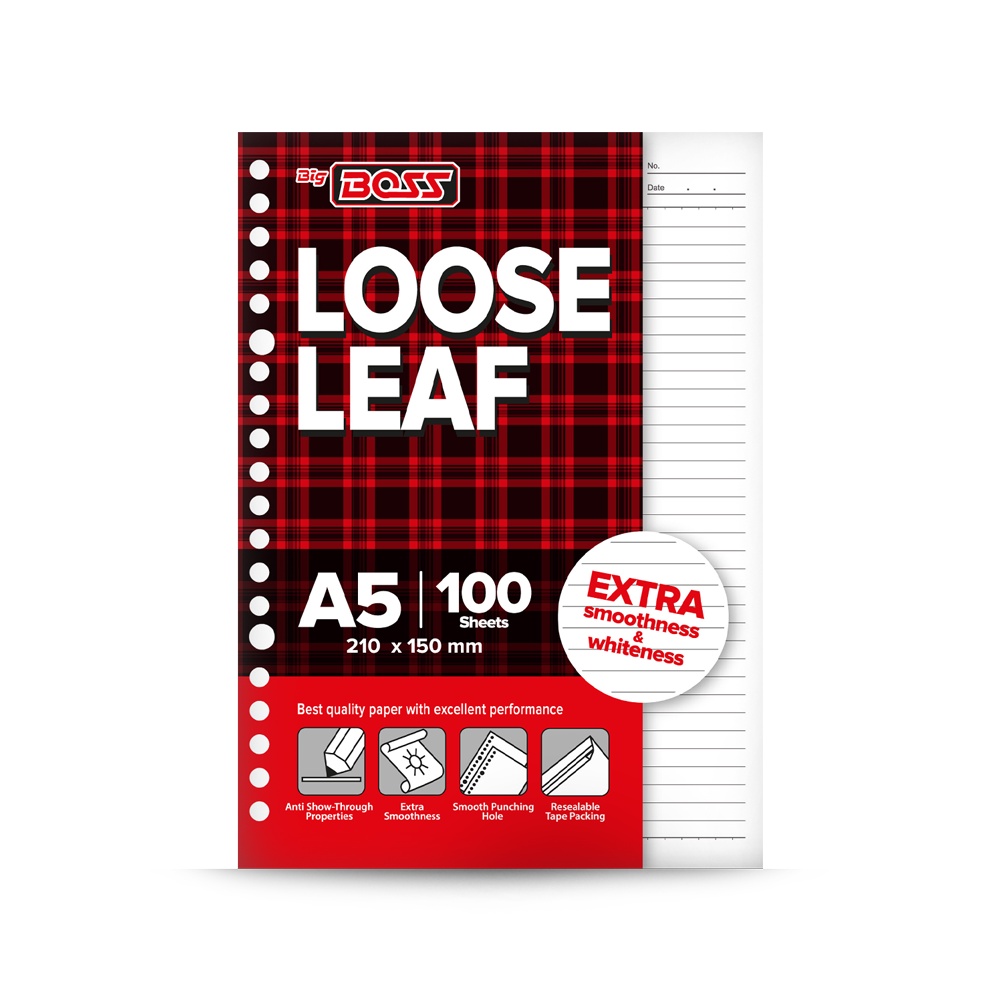 Big BOSS
No.
Date . .
LOOSE
LEAF
A5 | 100
Sheets
210 x 150 mm
EXTRA
smoothness
&
whiteness
Best quality paper with excellent performance
Anti Show-Through
Properties
Extra
Smoothness
Smooth Punching
Hole
Resealable
Tape Packing